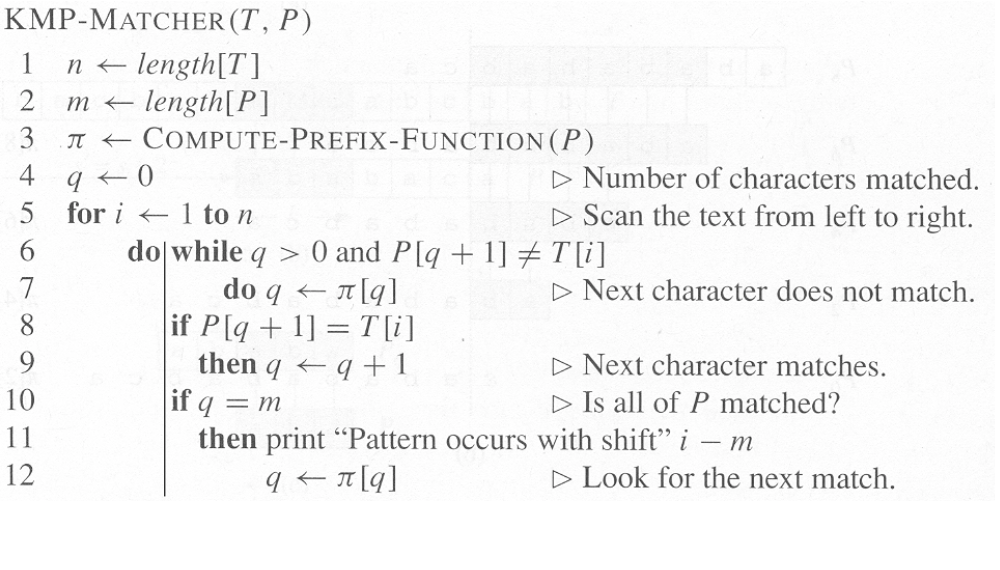 KMP-MATCHER(T, P)
1 n ← length[T]
2 m ← length[P]
3 π ← COMPUTE-PREFIX-FUNCTION(P)
4 q ← 0 ▷ Number of characters matched.
5 for i ← 1 to n ▷ Scan the text from left to right.
6 do while q > 0 and P[q + 1] ≠ T[i]
7 do q ← π[q] ▷ Next character does not match.
8 if P[q + 1] = T[i]
9 then q ← q + 1 ▷ Next character matches.
10 if q = m ▷ Is all of P matched?
11 then print “Pattern occurs with shift” i − m
12 q ← π[q] ▷ Look for the next match.